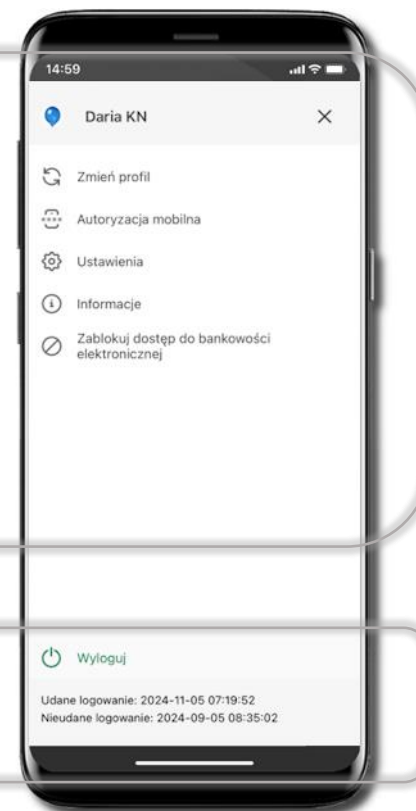 14:59
Daria KN
Zmień profil
Autoryzacja mobilna
Ustawienia
Informacje
Zablokuj dostęp do bankowości
elektronicznej
Wyloguj
Udane logowanie: 2024-11-05 07:19:52
Nieudane logowanie: 2024-09-05 08:35:02